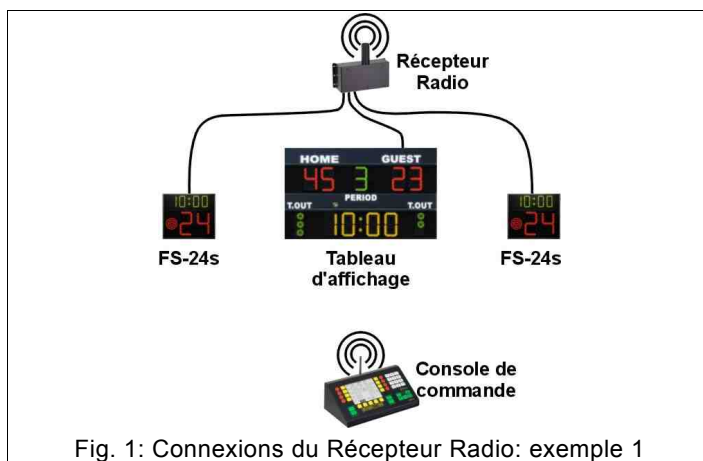 Récepteur
Radio
HOME GUEST
45 3 23
PERIOD
T.OUT T.OUT
10:00
10:00
24
FS-24s
Tableau
d'affichage
10:00
24
FS-24s
Console de
commande
Fig. 1: Connexions du Récepteur Radio: exemple 1